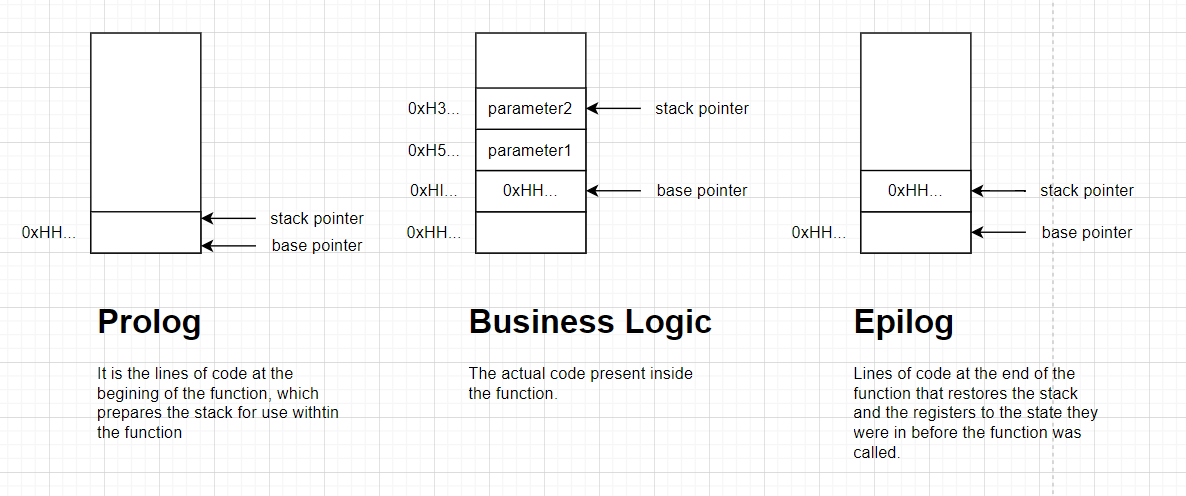 0xHH...
stack pointer
base pointer
0xH3...
parameter2
stack pointer
0xH5...
parameter1
0xHI...
0xHH...
base pointer
0xHH...
0xHH...
stack pointer
0xHH...
base pointer
Prolog
It is the lines of code at the
begining of the function, which
prepares the stack for use withtin
the function
Business Logic
The actual code present inside
the function.
Epilog
Lines of code at the end of the
function that restores the stack
and the registers to the state they
were in before the function was
called.